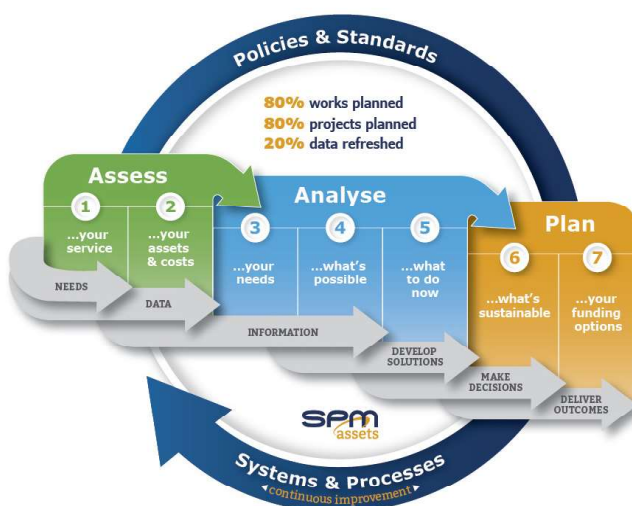 Policies & Standards
80% works planned
80% projects planned
20% data refreshed
Assess
1
...your
service
2
...your
assets
& costs
Analyse
3
...your
needs
4
...what's
possible
5
...what
to do
now
Plan
6
...what's
sustainable
7
...your
funding
options
NEEDS
DATA
INFORMATION
DEVELOP
SOLUTIONS
MAKE
DECISIONS
DELIVER
OUTCOMES
SPM
assets
Systems & Processes
continuous improvement